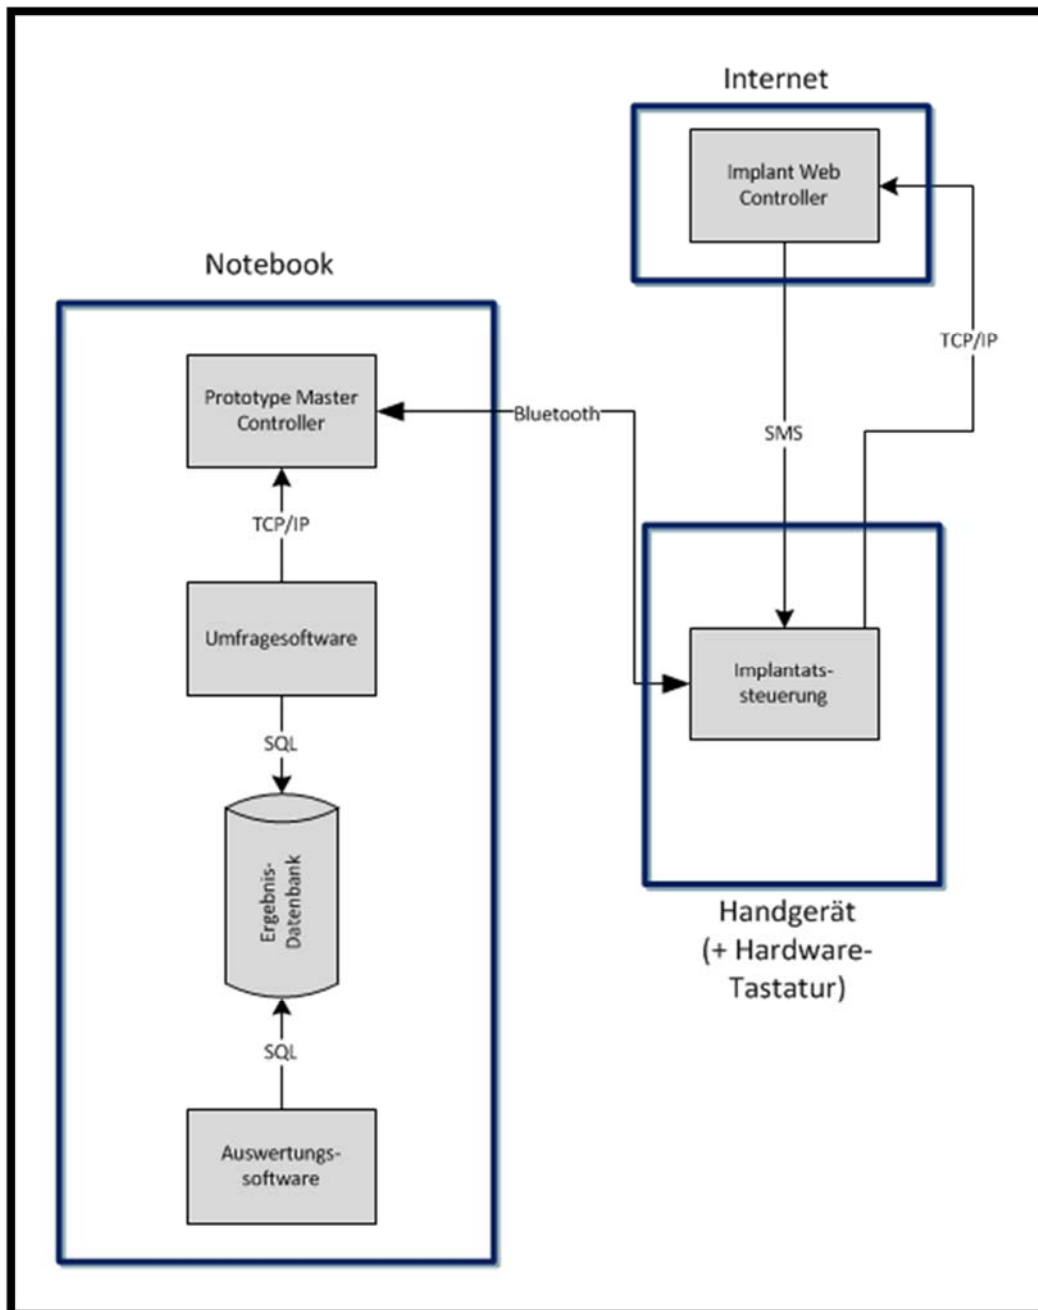 Internet
Implant Web
Controller
TCP/IP
SMS
Notebook
Prototype Master
Controller
Bluetooth
TCP/IP
Umfragesoftware
SQL
Ergebnis-
Datenbank
SQL
Auswertungs-
software
Implantats-
steuerung
Handgerät
(+ Hardware-
Tastatur)